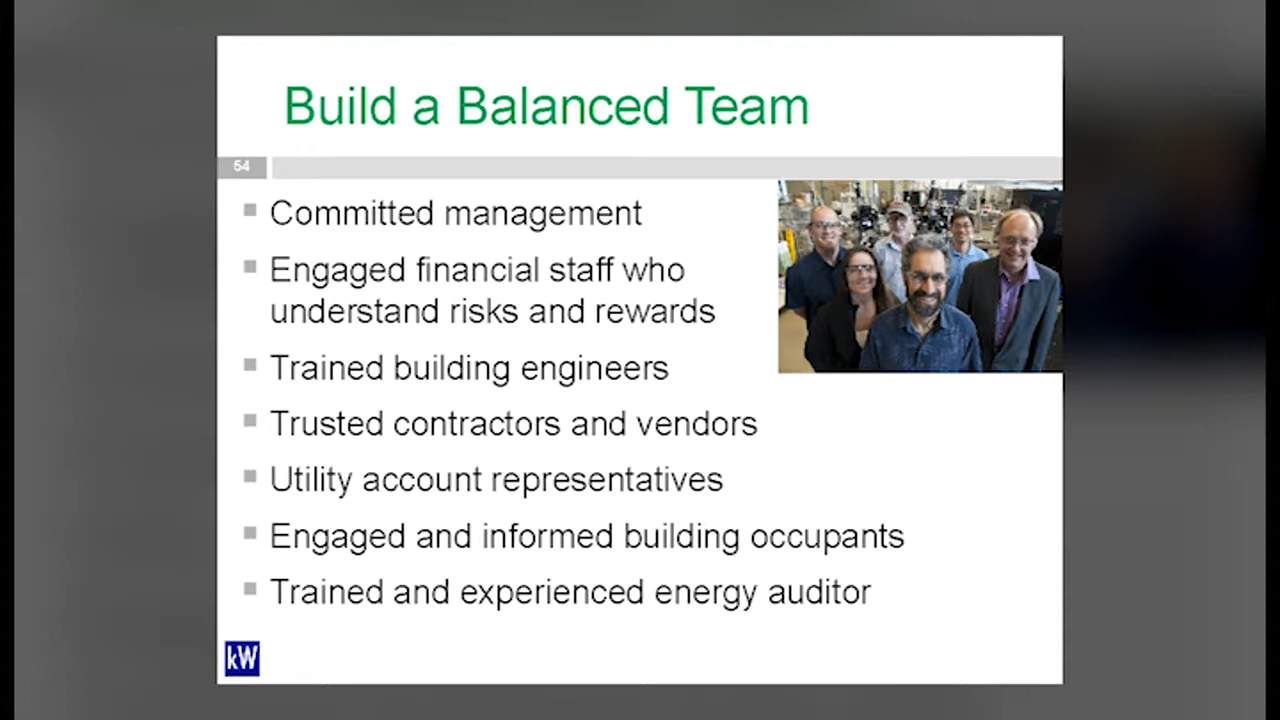 Build a Balanced Team
54
Committed management
Engaged financial staff who
understand risks and rewards
Trained building engineers
Trusted contractors and vendors
Utility account representatives
Engaged and informed building occupants
Trained and experienced energy auditor
kW